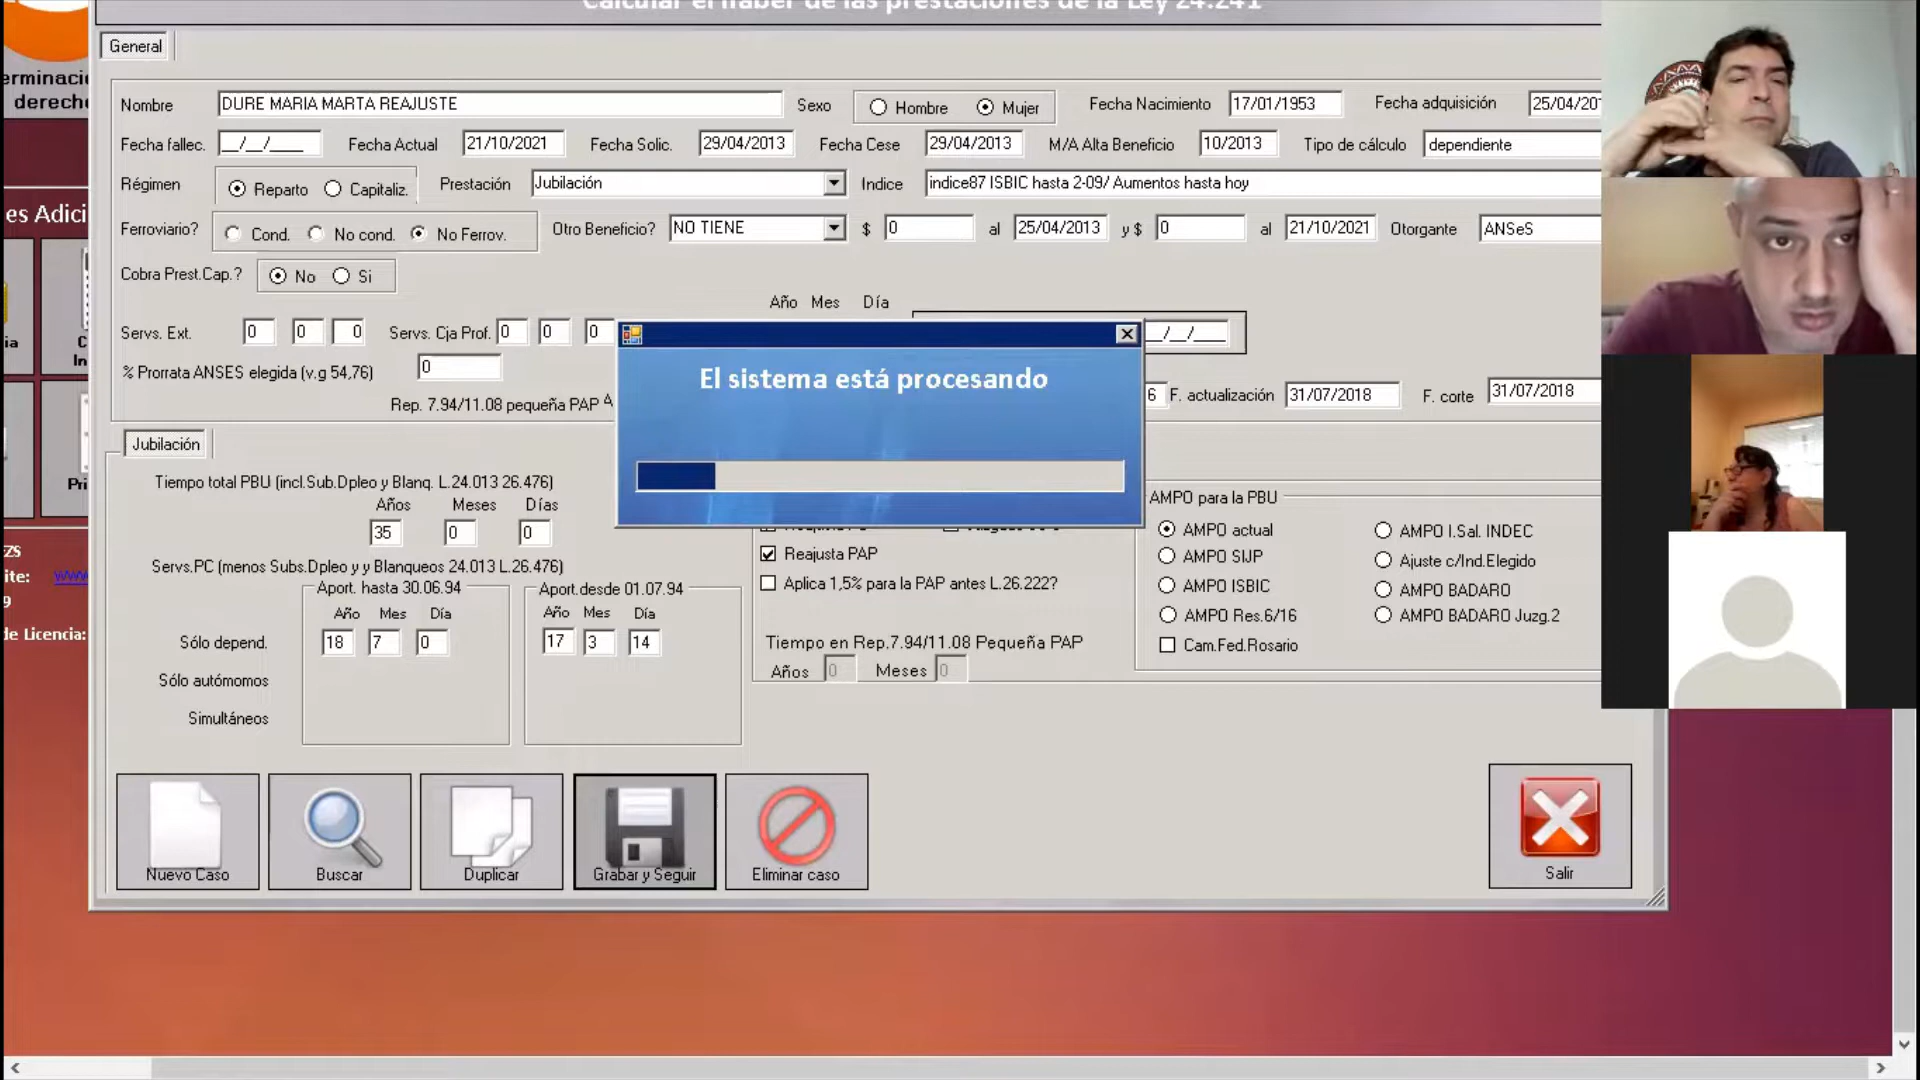 Calcular el haber de las prestaciones de la Ley 24.241
General
Nombre DURE MARIA MARTA REAJUSTE Sexo Hombre Mujer Fecha Nacimiento 17/01/1953 Fecha adquisición 25/04/20
Fecha fallec. __/__/____ Fecha Actual 21/10/2021 Fecha Solic. 29/04/2013 Fecha Cese 29/04/2013 M/A Alta Beneficio 10/2013 Tipo de cálculo dependiente
Régimen Reparto Capitaliz. Prestación Jubilación Indice indice87 ISBIC hasta 2-09/ Aumentos hasta hoy
Ferroviario? Cond. No cond. No Ferrov. Otro Beneficio? NO TIENE $ 0 al 25/04/2013 y $ 0 al 21/10/2021 Otorgante ANSeS
Cobra Prest.Cap.? No Si
Año Mes Día
Servs. Ext. 0 0 0 Servs. Cja Prof. 0 0 0 __/__/____
% Prorrata ANSES elegida (v.g 54,76) 0
Rep. 7.94/11.08 pequeña PAP A 6 F. actualización 31/07/2018 F. corte 31/07/2018
El sistema está procesando
Jubilación
Tiempo total PBU (incl.Sub.Dpleo y Blanq. L.24.013 26.476)
Años Meses Días
35 0 0
Servs.PC (menos Subs.Dpleo y y Blanqueos 24.013 L.26.476)
Aport. hasta 30.06.94 Aport.desde 01.07.94
Año Mes Día Año Mes Día
Sólo depend. 18 7 0 17 3 14
Sólo autómomos
Simultáneos
Reajusta PAP
Aplica 1,5% para la PAP antes L.26.222?
Tiempo en Rep.7.94/11.08 Pequeña PAP
Años 0 Meses 0
AMPO para la PBU
AMPO actual AMPO I.Sal. INDEC
AMPO SIJP Ajuste c/Ind.Elegido
AMPO ISBIC AMPO BADARO
AMPO Res.6/16 AMPO BADARO Juzg.2
Cam.Fed.Rosario
Nuevo Caso Buscar Duplicar Grabar y Seguir Eliminar caso Salir
erminaci
derech
es Adici
ia
C
In
Pri
ZS
ite: www
9
de Licencia: